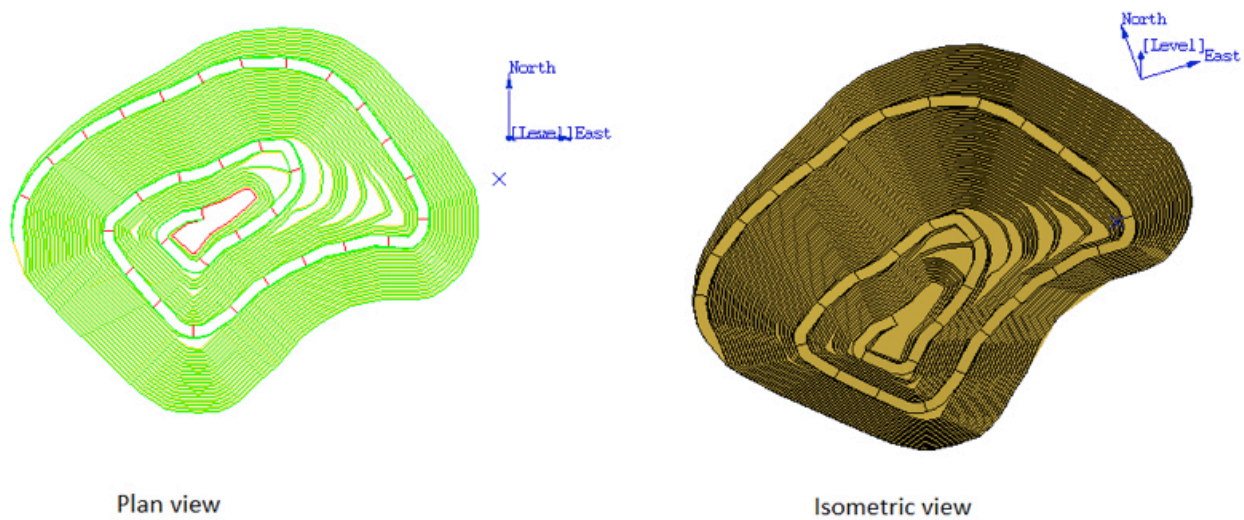 North
[Level]East
North
[Level]
East
Plan view
Isometric view